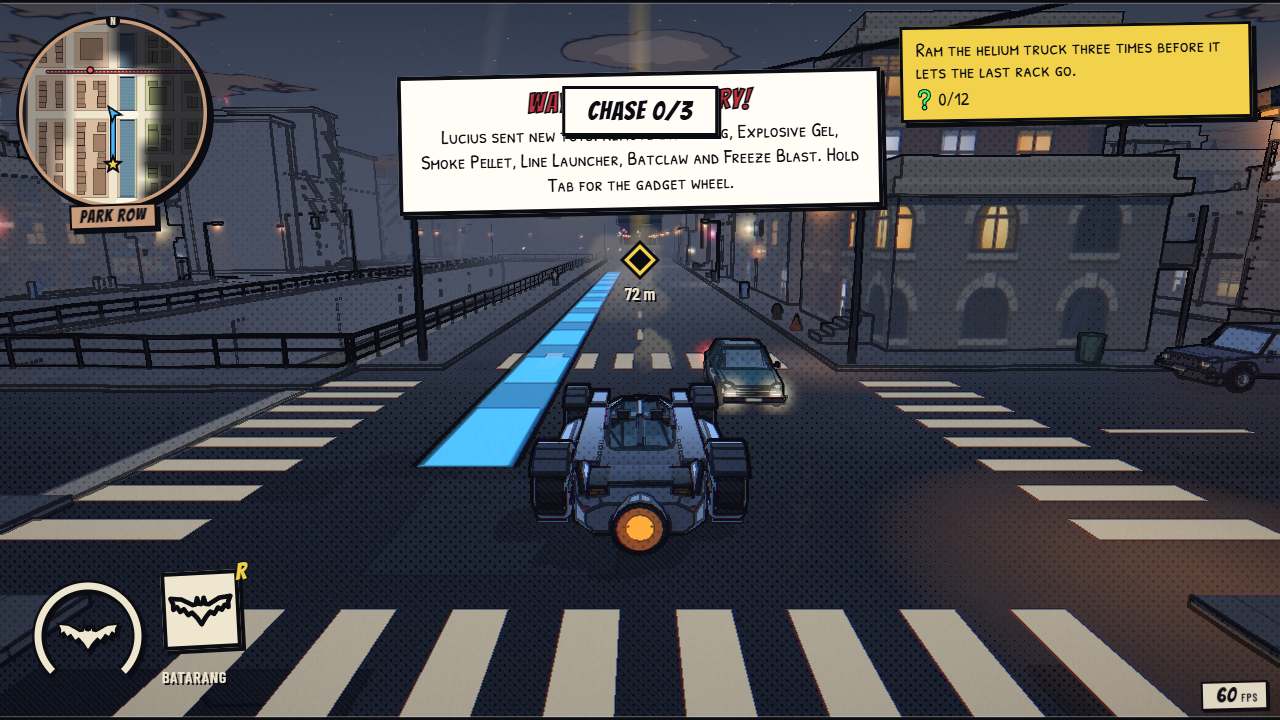 N
PARK ROW
WA
CHASE 0/3
RY!
LUCIUS SENT NEW G, EXPLOSIVE GEL,
SMOKE PELLET, LINE LAUNCHER, BATCLAW AND FREEZE BLAST. HOLD
TAB FOR THE GADGET WHEEL.
RAM THE HELIUM TRUCK THREE TIMES BEFORE IT
LETS THE LAST RACK GO.
? 0/12
72 m
R
BATARANG
60 FPS